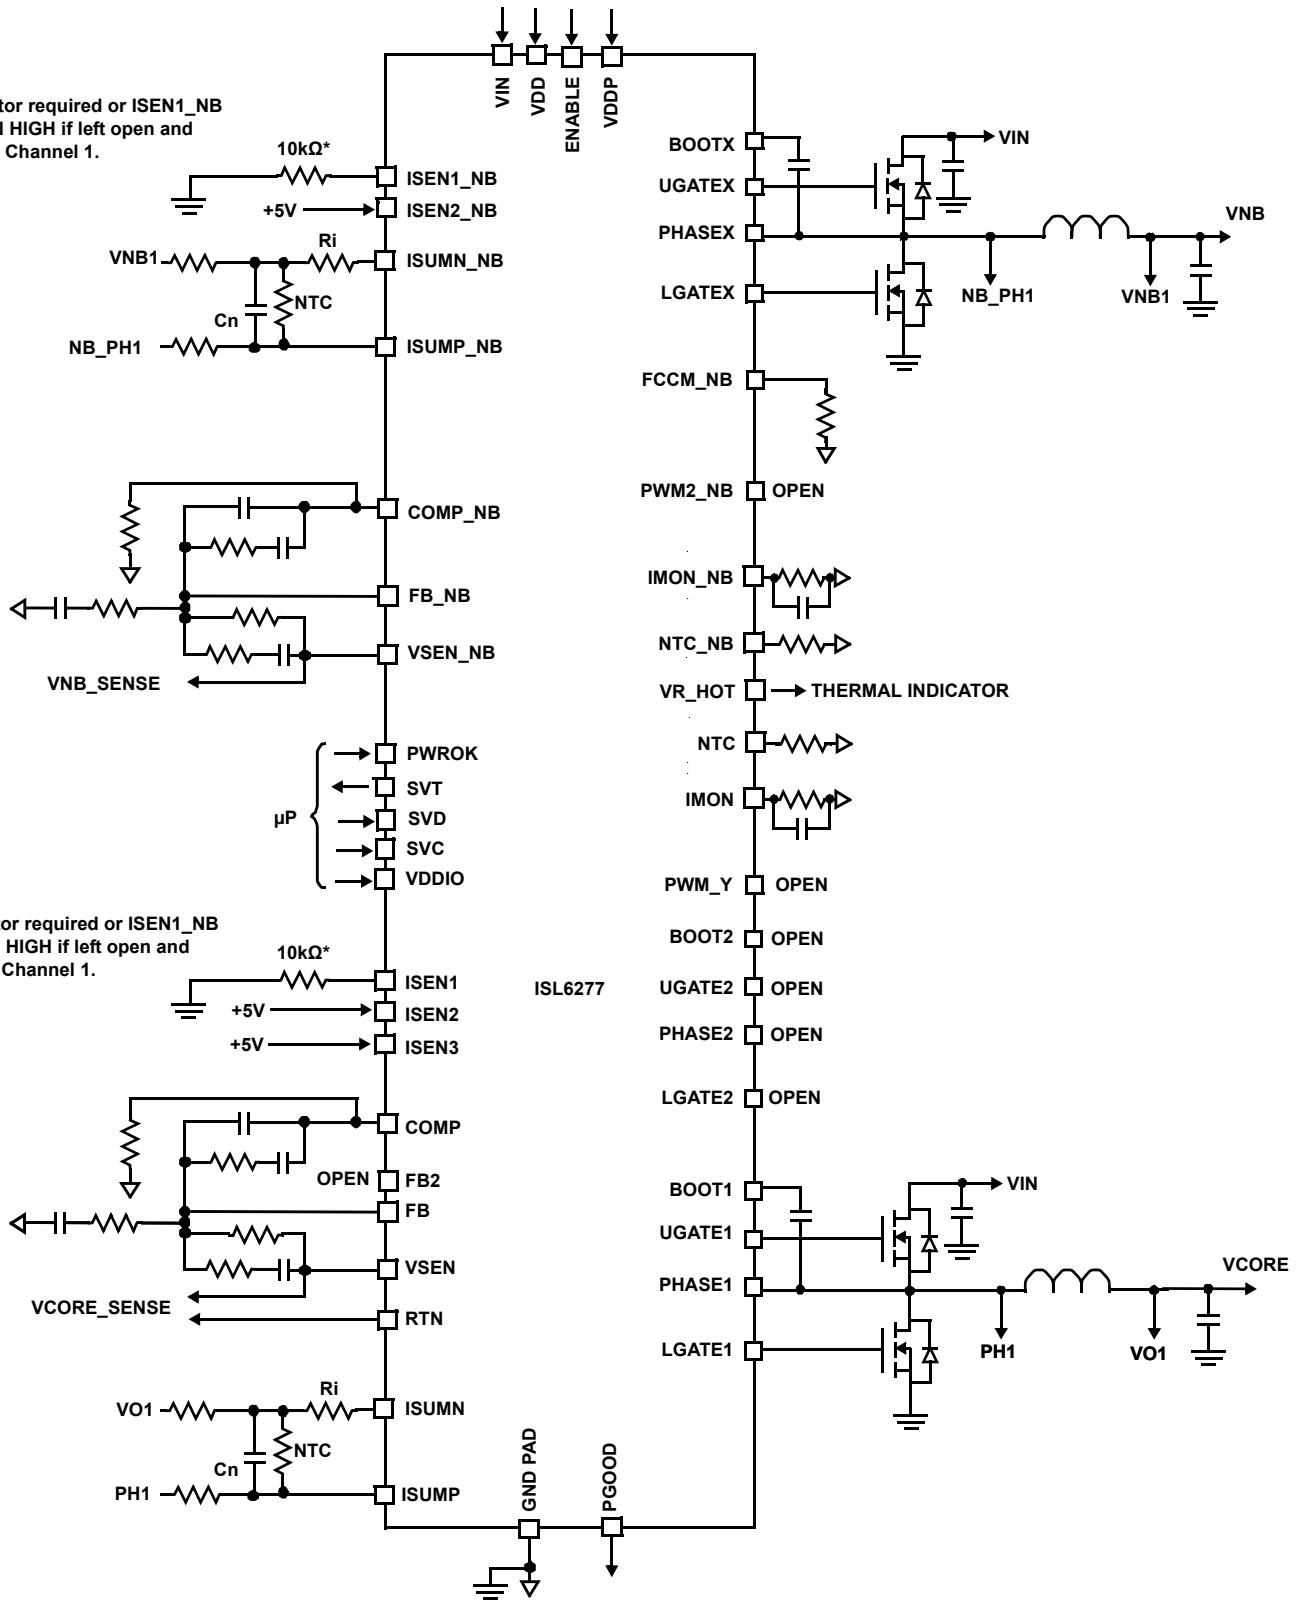 VIN
VDD
ENABLE
VDDP
required or ISEN1_NB
HIGH if left open and
Channel 1.
10kΩ*
ISEN1_NB
+5V
ISEN2_NB
VNB1
Ri
ISUMN_NB
Cn
NTC
NB_PH1
ISUMP_NB
BOOTX
VIN
UGATEX
PHASEX
VNB
LGATEX
NB_PH1
VNB1
FCCM_NB
COMP_NB
PWM2_NB
OPEN
FB_NB
IMON_NB
VSEN_NB
NTC_NB
VNB_SENSE
VR_HOT
THERMAL INDICATOR
NTC
IMON
µP
PWROK
SVT
SVD
SVC
VDDIO
PWM_Y
OPEN
BOOT2
OPEN
required or ISEN1_NB
HIGH if left open and
Channel 1.
10kΩ*
ISEN1
ISL6277
UGATE2
OPEN
+5V
ISEN2
PHASE2
OPEN
+5V
ISEN3
LGATE2
OPEN
COMP
OPEN
FB2
FB
VSEN
VCORE_SENSE
RTN
BOOT1
VIN
UGATE1
PHASE1
VCORE
LGATE1
PH1
VO1
VO1
Ri
ISUMN
Cn
NTC
PH1
ISUMP
GND PAD
PGOOD